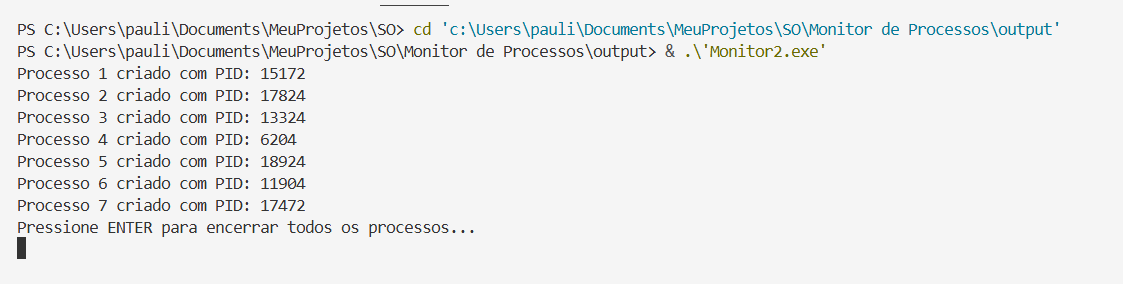 PS C:\Users\pauli\Documents\MeuProjetos\SO> cd 'c:\Users\pauli\Documents\MeuProjetos\SO\Monitor de Processos\output'
PS C:\Users\pauli\Documents\MeuProjetos\SO\Monitor de Processos\output> & .\'Monitor2.exe'
Processo 1 criado com PID: 15172
Processo 2 criado com PID: 17824
Processo 3 criado com PID: 13324
Processo 4 criado com PID: 6204
Processo 5 criado com PID: 18924
Processo 6 criado com PID: 11904
Processo 7 criado com PID: 17472
Pressione ENTER para encerrar todos os processos...